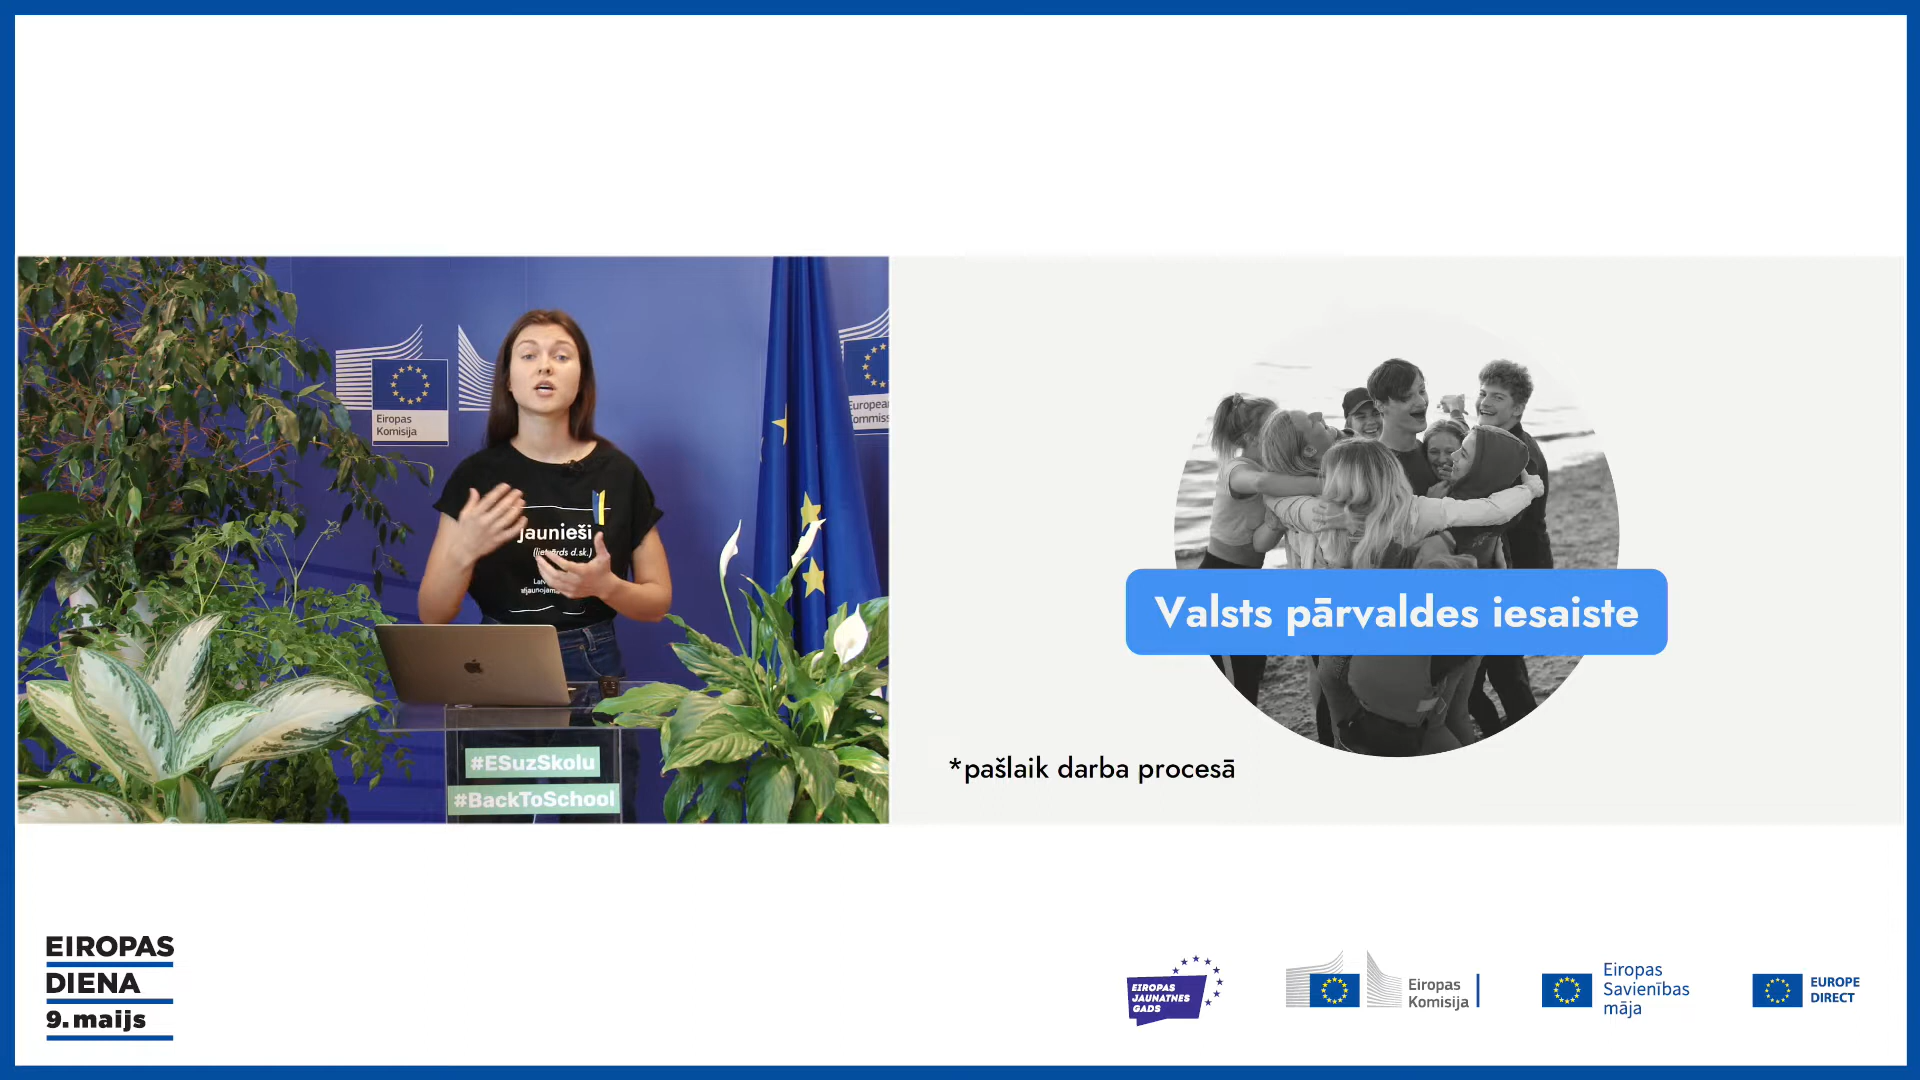 Eiropas
Komisija
European
jaunieši
#ESuzSkolu
#BackToSchool
Valsts pārvaldes iesaiste
*pašlaik darba procesā
EIROPAS
DIENA
9. maijs
EIROPAS
JAUNATNES
GADS
Eiropas
Komisija
Eiropas
Savienības
māja
EUROPE
DIRECT